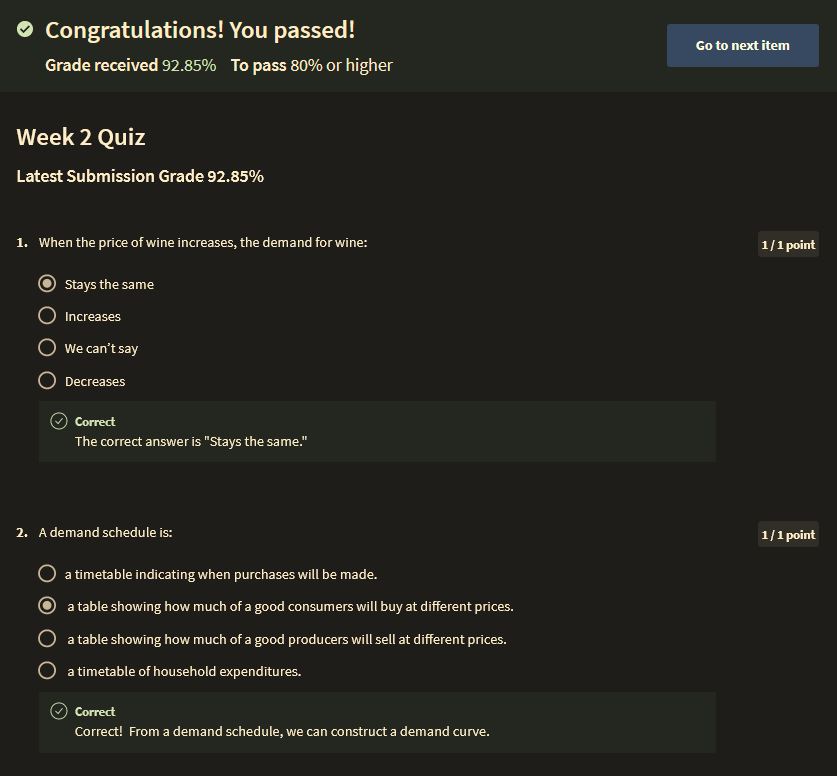 Congratulations! You passed!
Grade received 92.85% To pass 80% or higher
Go to next item
Week 2 Quiz
Latest Submission Grade 92.85%
1. When the price of wine increases, the demand for wine:
1 / 1 point
Stays the same
Increases
We can't say
Decreases
Correct
The correct answer is "Stays the same."
2. A demand schedule is:
1 / 1 point
a timetable indicating when purchases will be made.
a table showing how much of a good consumers will buy at different prices.
a table showing how much of a good producers will sell at different prices.
a timetable of household expenditures.
Correct
Correct! From a demand schedule, we can construct a demand curve.